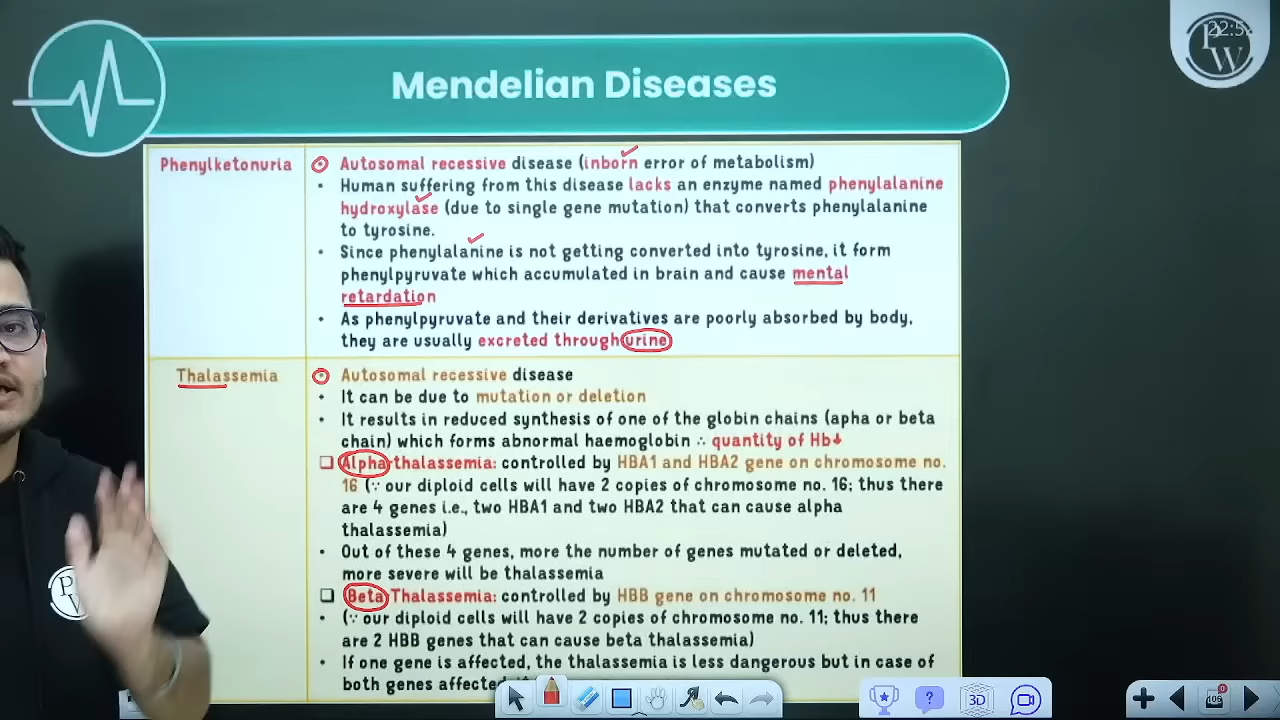 Mendelian Diseases
PW
22:5
Phenylketonuria
Autosomal recessive disease (inborn error of metabolism)
• Human suffering from this disease lacks an enzyme named phenylalanine
hydroxylase (due to single gene mutation) that converts phenylalanine
to tyrosine.
• Since phenylalanine is not getting converted into tyrosine, it form
phenylpyruvate which accumulated in brain and cause mental
retardation
• As phenylpyruvate and their derivatives are poorly absorbed by body,
they are usually excreted through urine
Thalassemia
Autosomal recessive disease
• It can be due to mutation or deletion
• It results in reduced synthesis of one of the globin chains (apha or beta
chain) which forms abnormal haemoglobin ∴ quantity of Hb↓
❑ Alpha thalassemia: controlled by HBA1 and HBA2 gene on chromosome no.
16 (∵ our diploid cells will have 2 copies of chromosome no. 16; thus there
are 4 genes i.e., two HBA1 and two HBA2 that can cause alpha
thalassemia)
• Out of these 4 genes, more the number of genes mutated or deleted,
more severe will be thalassemia
❑ Beta Thalassemia: controlled by HBB gene on chromosome no. 11
• (∵ our diploid cells will have 2 copies of chromosome no. 11; thus there
are 2 HBB genes that can cause beta thalassemia)
• If one gene is affected, the thalassemia is less dangerous but in case of
both genes affected
PW
?
3D